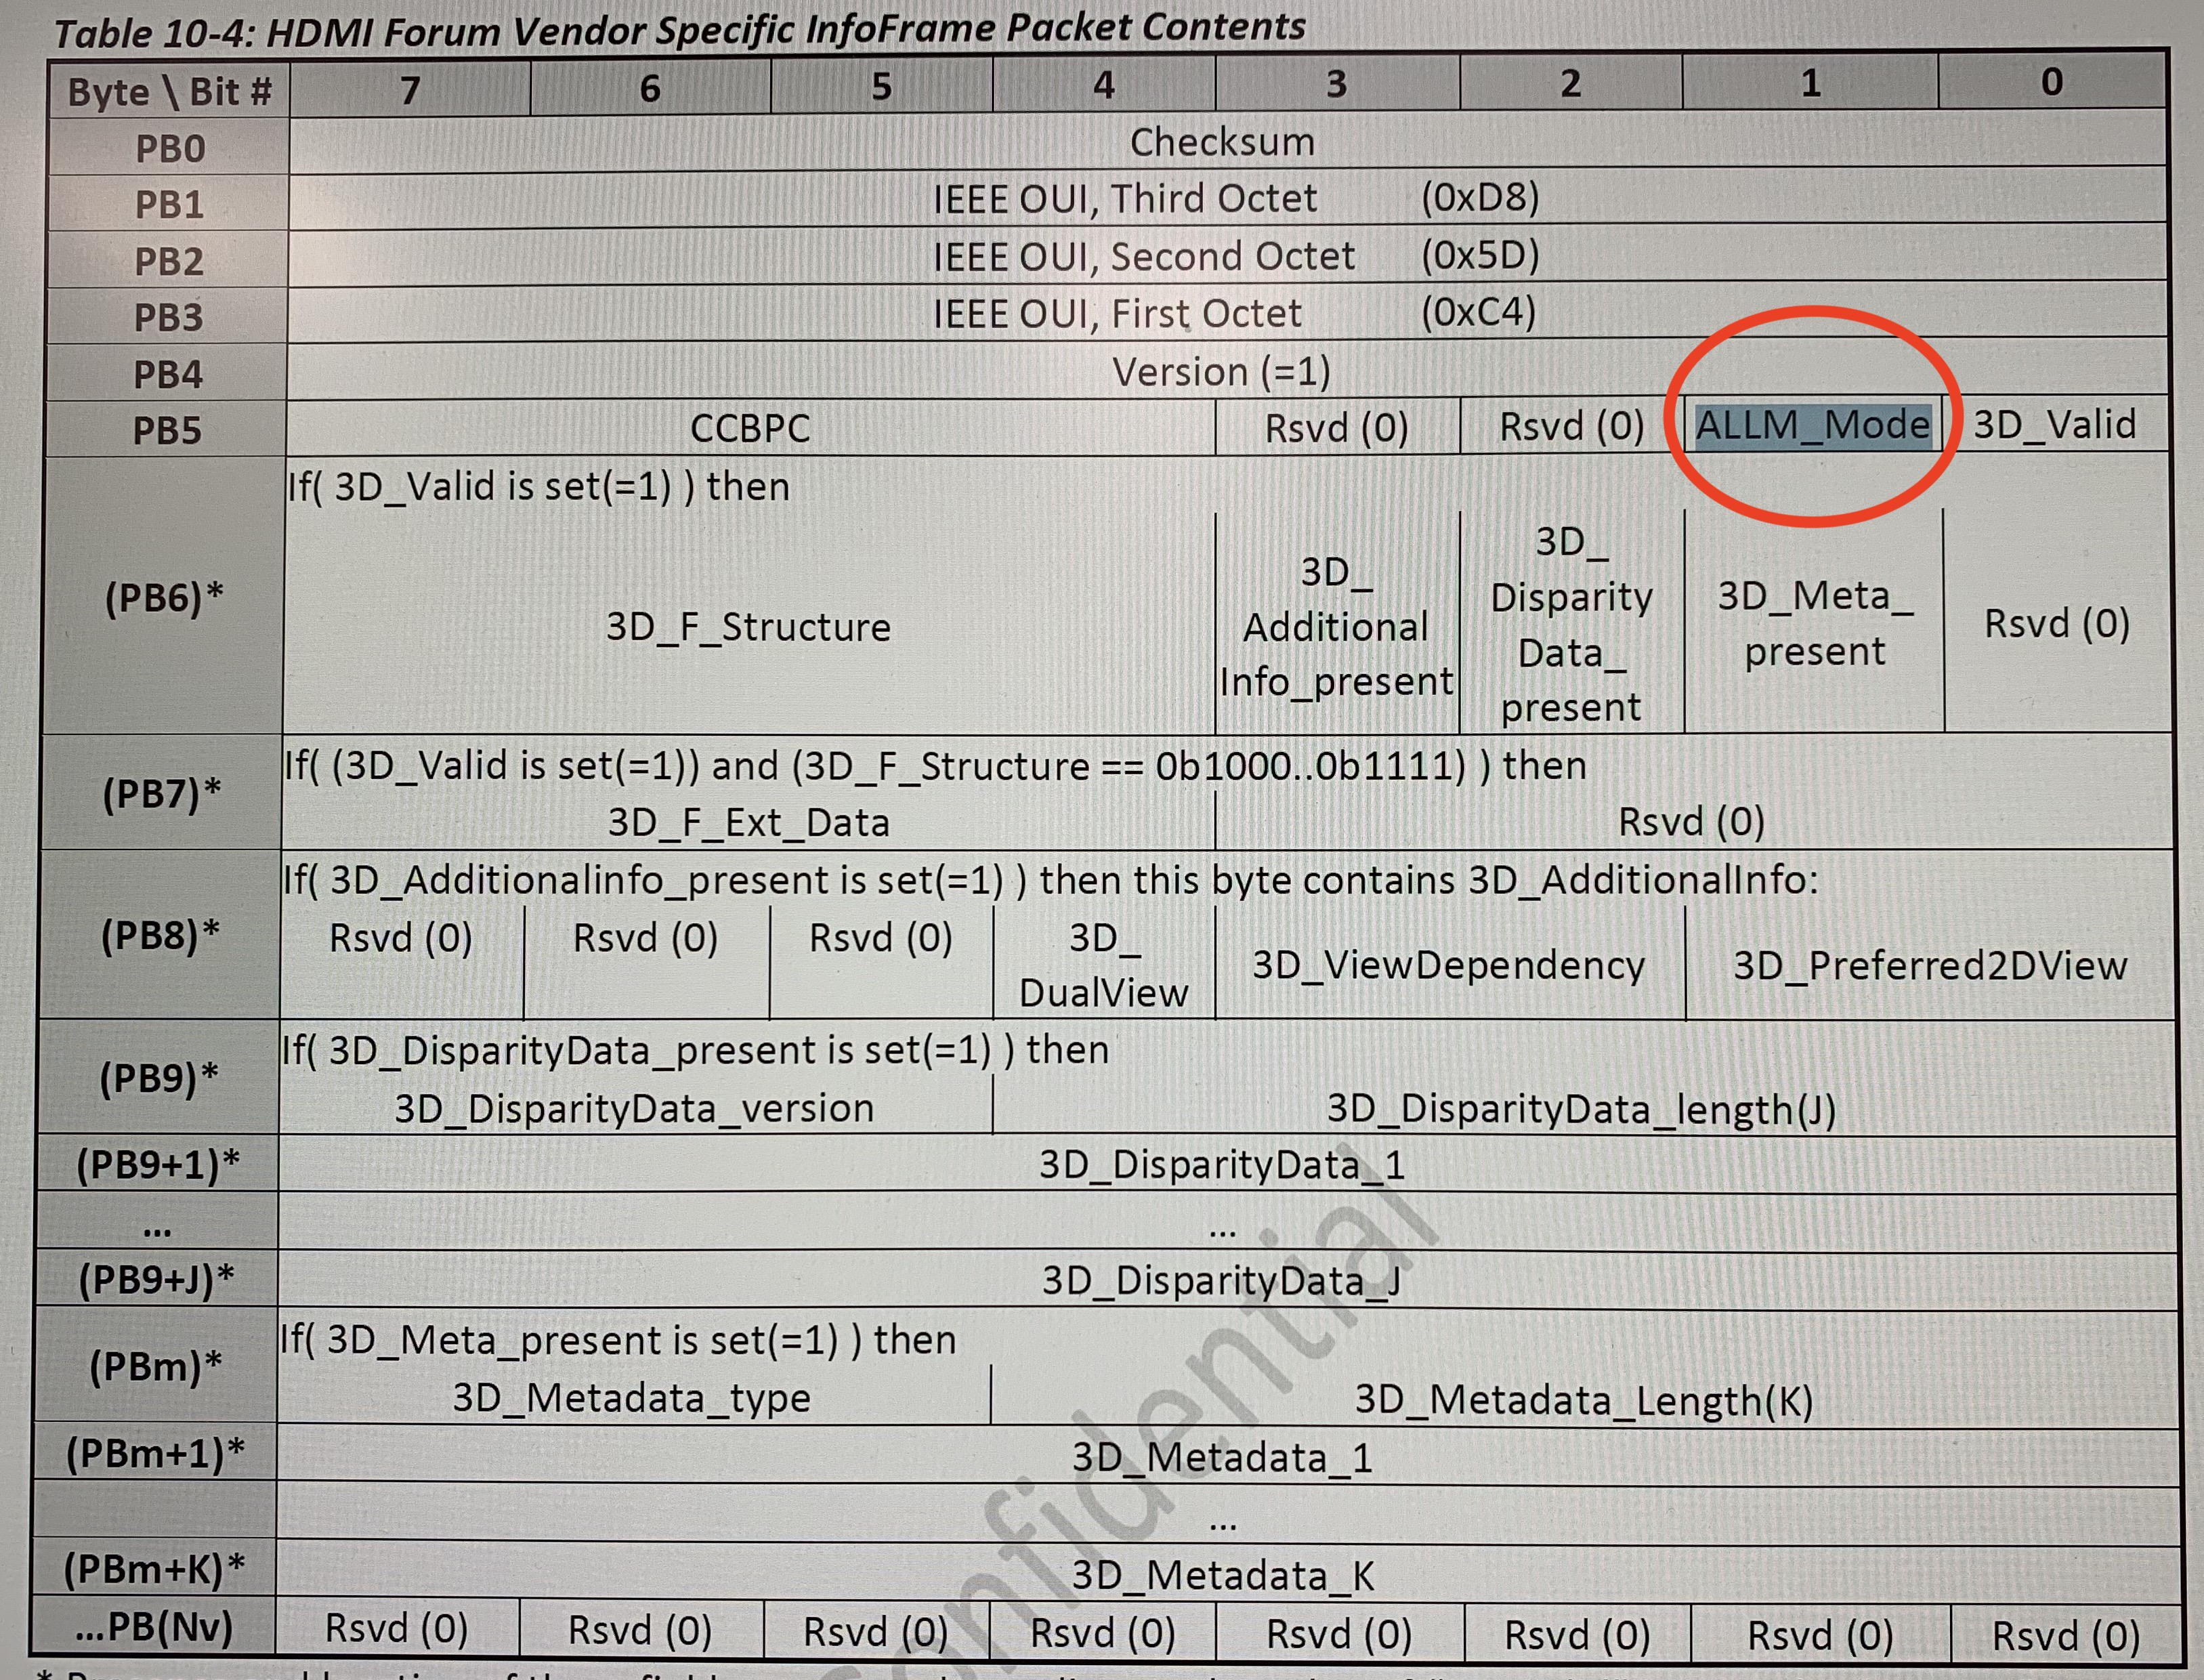 Table 10-4: HDMI Forum Vendor Specific InfoFrame Packet Contents
Byte \ Bit # 7 6 5 4 3 2 1 0
PB0 Checksum
PB1 IEEE OUI, Third Octet (0xD8)
PB2 IEEE OUI, Second Octet (0x5D)
PB3 IEEE OUI, First Octet (0xC4)
PB4 Version (=1)
PB5 CCBPC Rsvd (0) Rsvd (0) ALLM_Mode 3D_Valid
(PB6)*
If( 3D_Valid is set(=1) ) then
3D_F_Structure
3D_
Additional
Info_present
3D_
Disparity
Data_
present
3D_Meta_
present
Rsvd (0)
(PB7)*
If( (3D_Valid is set(=1)) and (3D_F_Structure == 0b1000..0b1111) ) then
3D_F_Ext_Data Rsvd (0)
(PB8)*
If( 3D_Additionalinfo_present is set(=1) ) then this byte contains 3D_AdditionalInfo:
Rsvd (0) Rsvd (0) Rsvd (0)
3D_
DualView
3D_ViewDependency 3D_Preferred2DView
(PB9)*
If( 3D_DisparityData_present is set(=1) ) then
3D_DisparityData_version 3D_DisparityData_length(J)
(PB9+1)* 3D_DisparityData_1
... ...
(PB9+J)* 3D_DisparityData_J
(PBm)*
If( 3D_Meta_present is set(=1) ) then
3D_Metadata_type 3D_Metadata_Length(K)
(PBm+1)* 3D_Metadata_1
...
(PBm+K)* 3D_Metadata_K
...PB(Nv) Rsvd (0) Rsvd (0) Rsvd (0) Rsvd (0) Rsvd (0) Rsvd (0) Rsvd (0) Rsvd (0)
Confidential